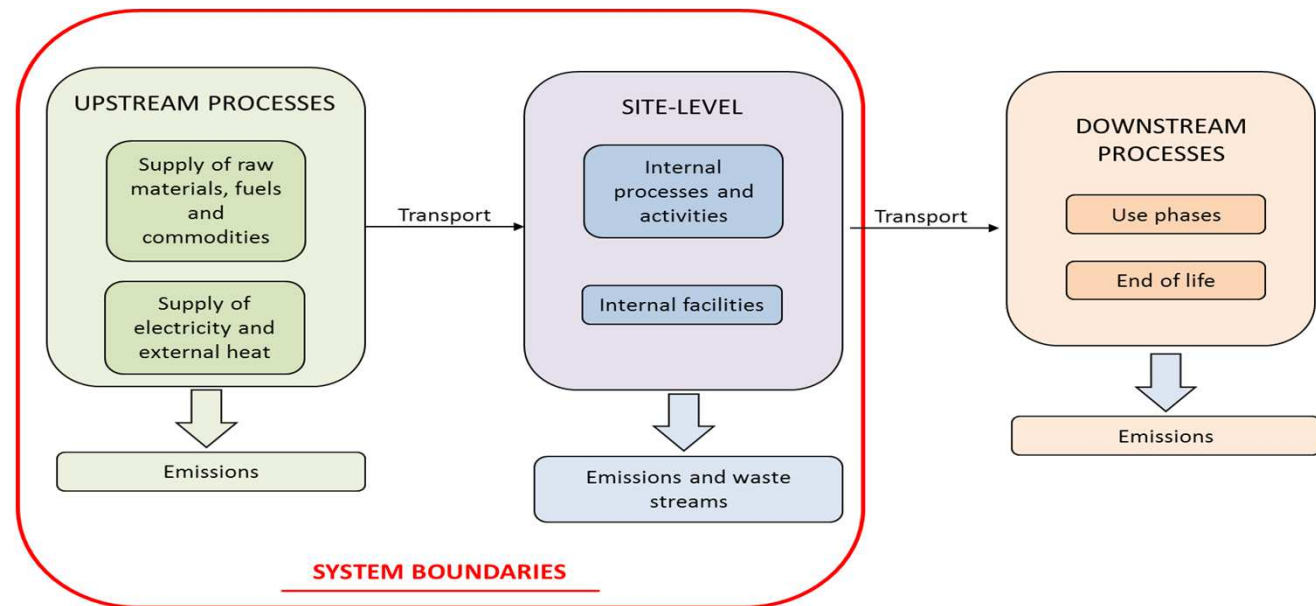 UPSTREAM PROCESSES
Supply of raw
materials, fuels
and
commodities
Supply of
electricity and
external heat
Emissions
Transport
SITE-LEVEL
Internal
processes and
activities
Internal facilities
Emissions and waste
streams
Transport
DOWNSTREAM
PROCESSES
Use phases
End of life
Emissions
SYSTEM BOUNDARIES